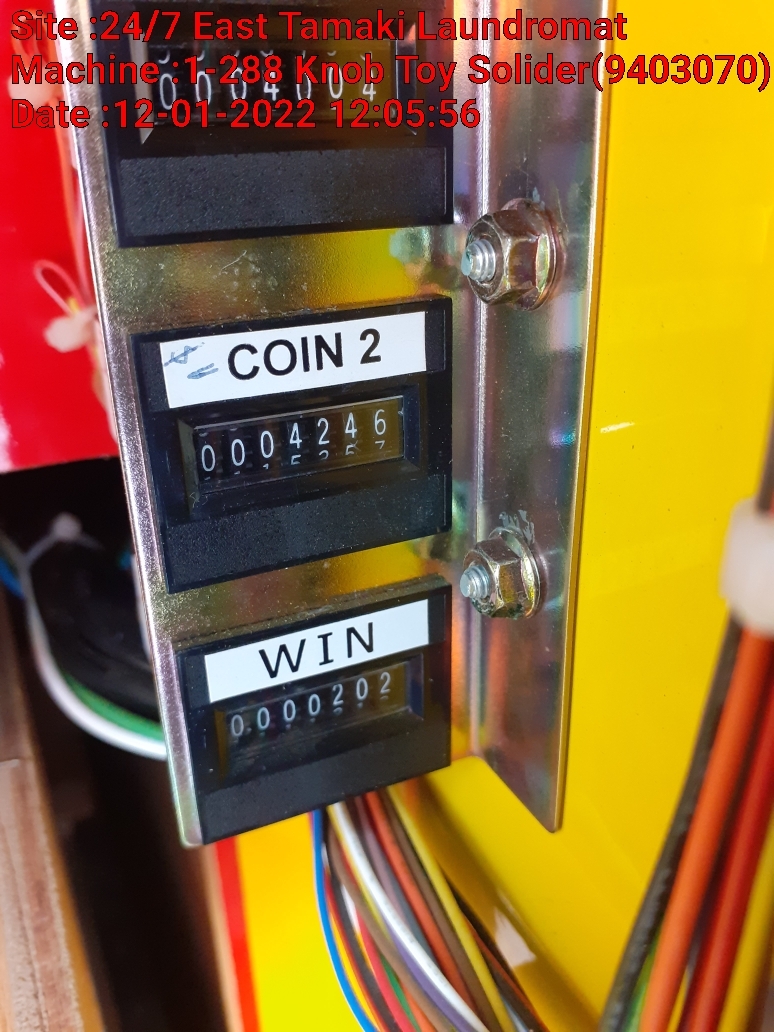 Site :24/7 East Tamaki Laundromat
Machine :1-288 Knob Toy Solider(9403070)
Date :12-01-2022 12:05:56
0004004
COIN 2
0004246
WIN
0000202